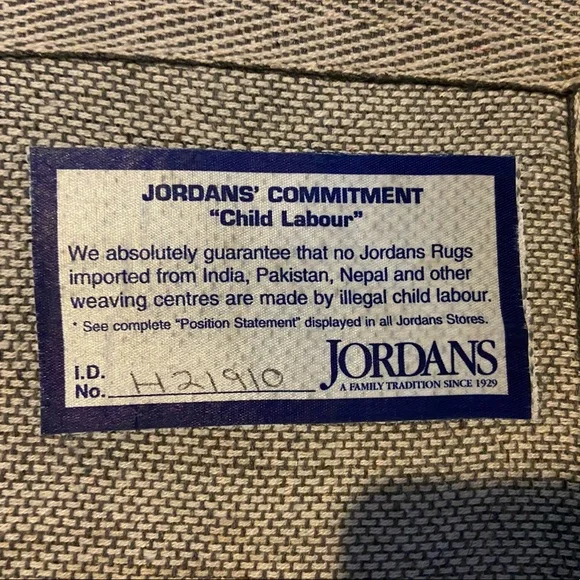 JORDANS' COMMITMENT
"Child Labour"
We absolutely guarantee that no Jordans Rugs
imported from India, Pakistan, Nepal and other
weaving centres are made by illegal child labour.
* See complete "Position Statement" displayed in all Jordans Stores.
I.D.
No. H21910
JORDANS
A FAMILY TRADITION SINCE 1929